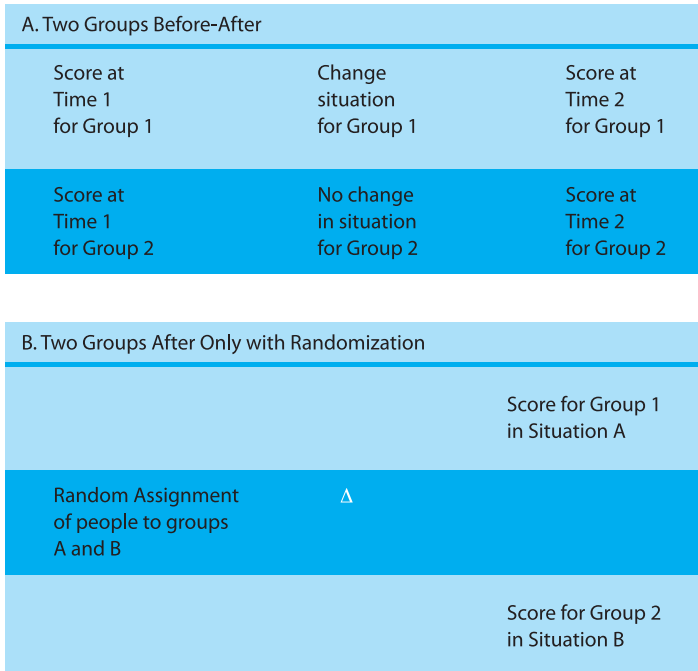 A. Two Groups Before-After
Score at
Time 1
for Group 1
Change
situation
for Group 1
Score at
Time 2
for Group 1
Score at
Time 1
for Group 2
No change
in situation
for Group 2
Score at
Time 2
for Group 2
B. Two Groups After Only with Randomization
Score for Group 1
in Situation A
Random Assignment
of people to groups
A and B
Δ
Score for Group 2
in Situation B